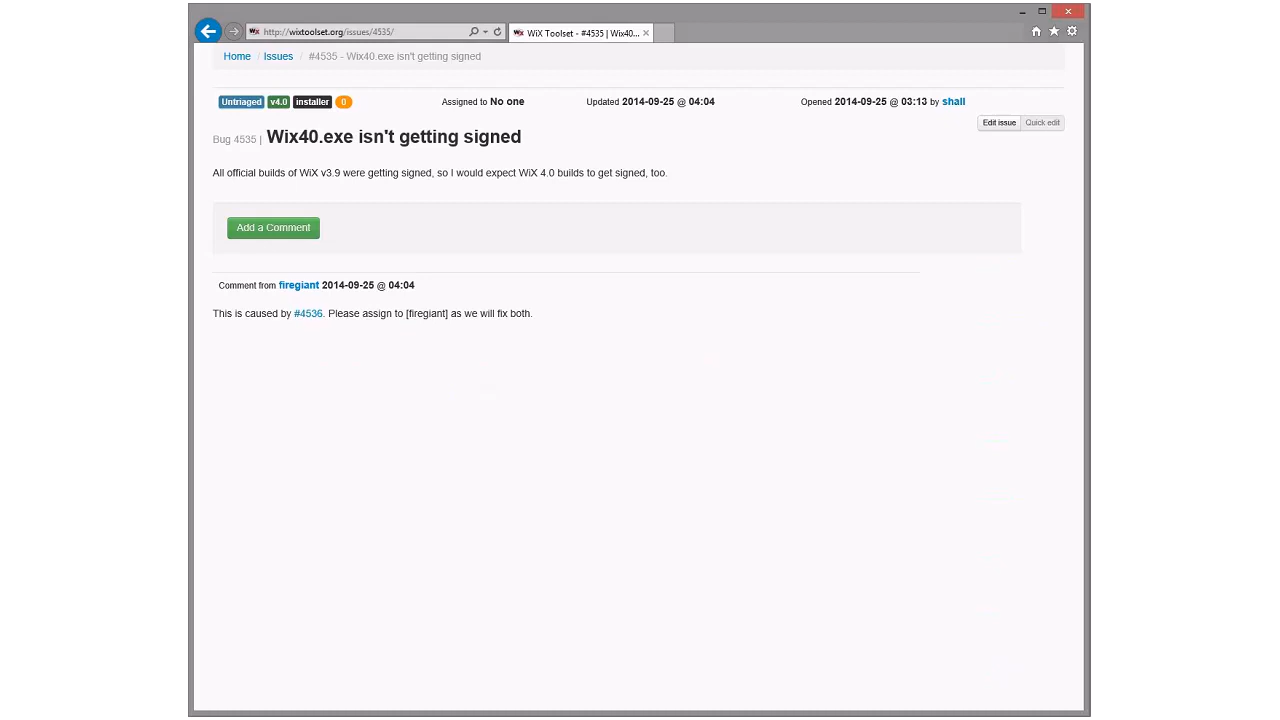 http://wixtoolset.org/issues/4535/
WiX Toolset - #4535 | Wix40...
Home / Issues / #4535 - Wix40.exe isn't getting signed
Untriaged v4.0 installer 0 Assigned to No one Updated 2014-09-25 @ 04:04 Opened 2014-09-25 @ 03:13 by shall
Edit issue Quick edit
Bug 4535 | Wix40.exe isn't getting signed
All official builds of WiX v3.9 were getting signed, so I would expect WiX 4.0 builds to get signed, too.
Add a Comment
Comment from firegiant 2014-09-25 @ 04:04
This is caused by #4536. Please assign to [firegiant] as we will fix both.